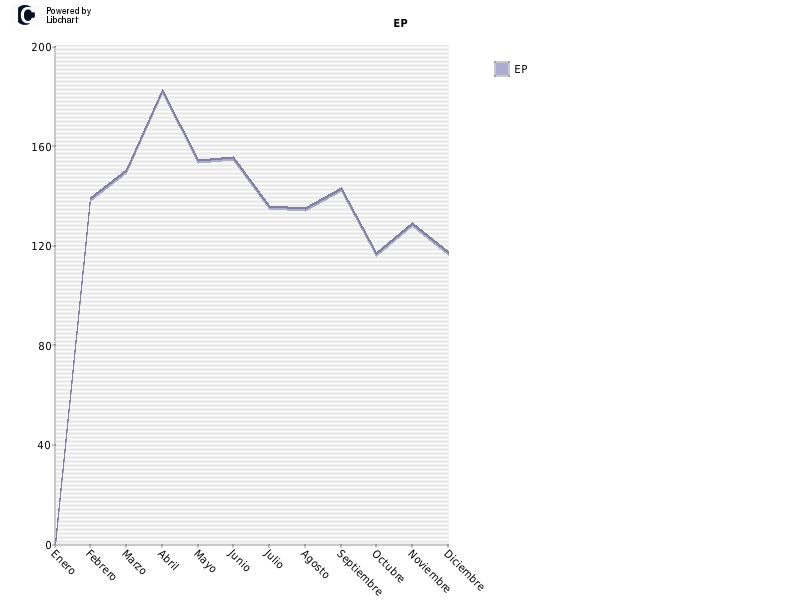 Powered by
Libchart
EP
200
160
120
80
40
0
EP
Enero
Febrero
Marzo
Abril
Mayo
Junio
Julio
Agosto
Septiembre
Octubre
Noviembre
Diciembre